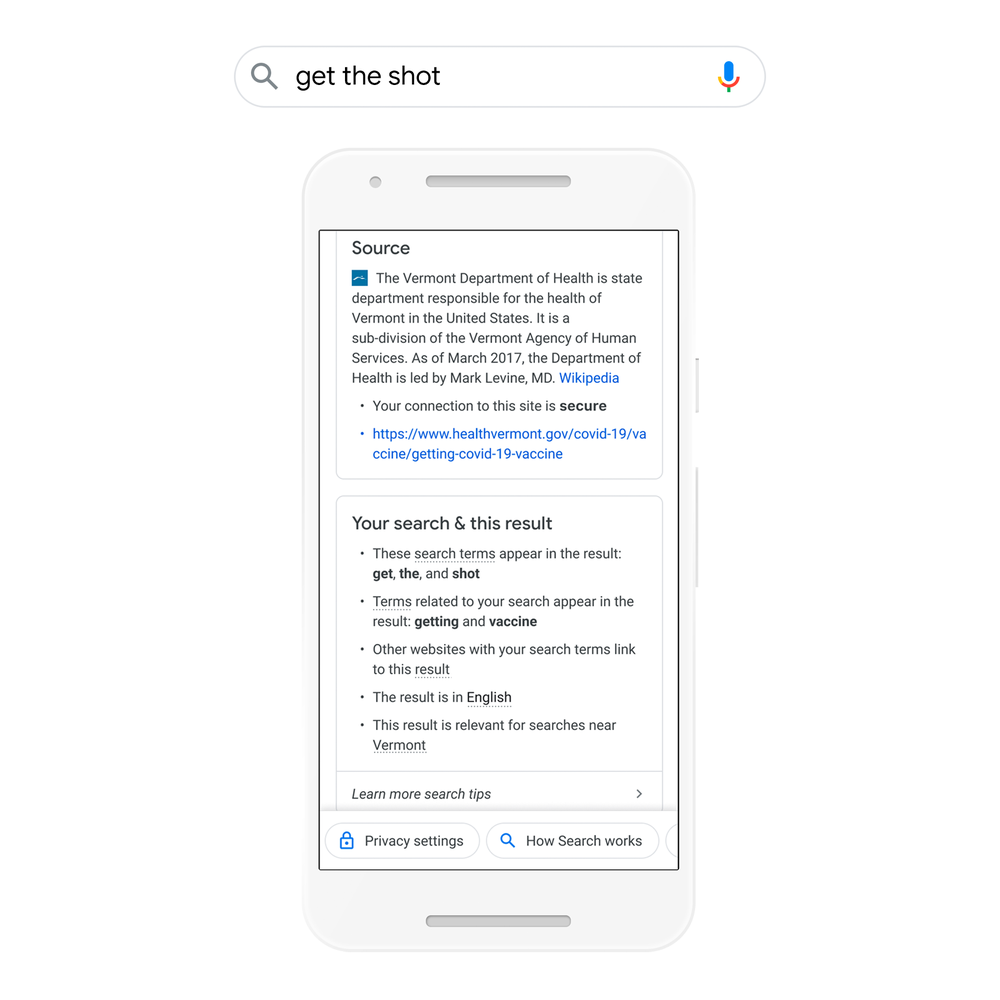 get the shot
Source
The Vermont Department of Health is state
department responsible for the health of
Vermont in the United States. It is a
sub-division of the Vermont Agency of Human
Services. As of March 2017, the Department of
Health is led by Mark Levine, MD. Wikipedia
• Your connection to this site is secure
• https://www.healthvermont.gov/covid-19/va
ccine/getting-covid-19-vaccine
Your search & this result
• These search terms appear in the result:
get, the, and shot
• Terms related to your search appear in the
result: getting and vaccine
• Other websites with your search terms link
to this result
• The result is in English
• This result is relevant for searches near
Vermont
Learn more search tips
Privacy settings
How Search works